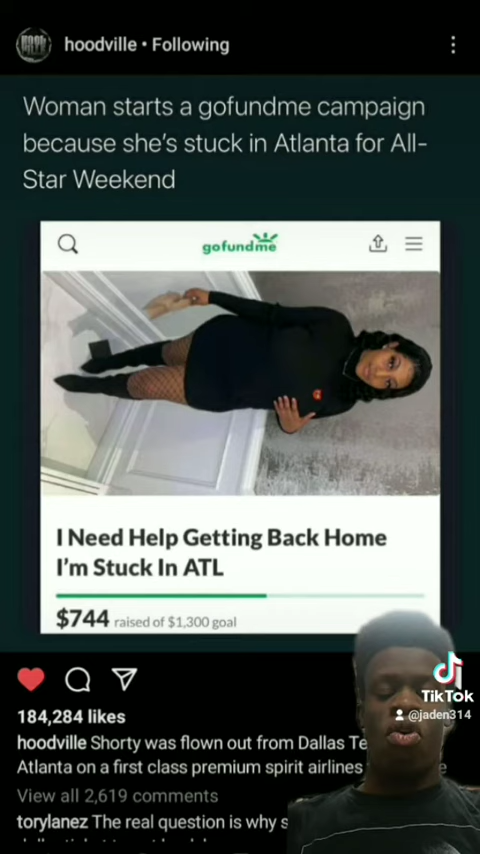 hoodville • Following
Woman starts a gofundme campaign
because she's stuck in Atlanta for All-
Star Weekend
gofundme
I Need Help Getting Back Home
I'm Stuck In ATL
$744 raised of $1,300 goal
184,284 likes
hoodville Shorty was flown out from Dallas Te
Atlanta on a first class premium spirit airlines
View all 2,619 comments
torylanez The real question is why s
TikTok
@jaden314